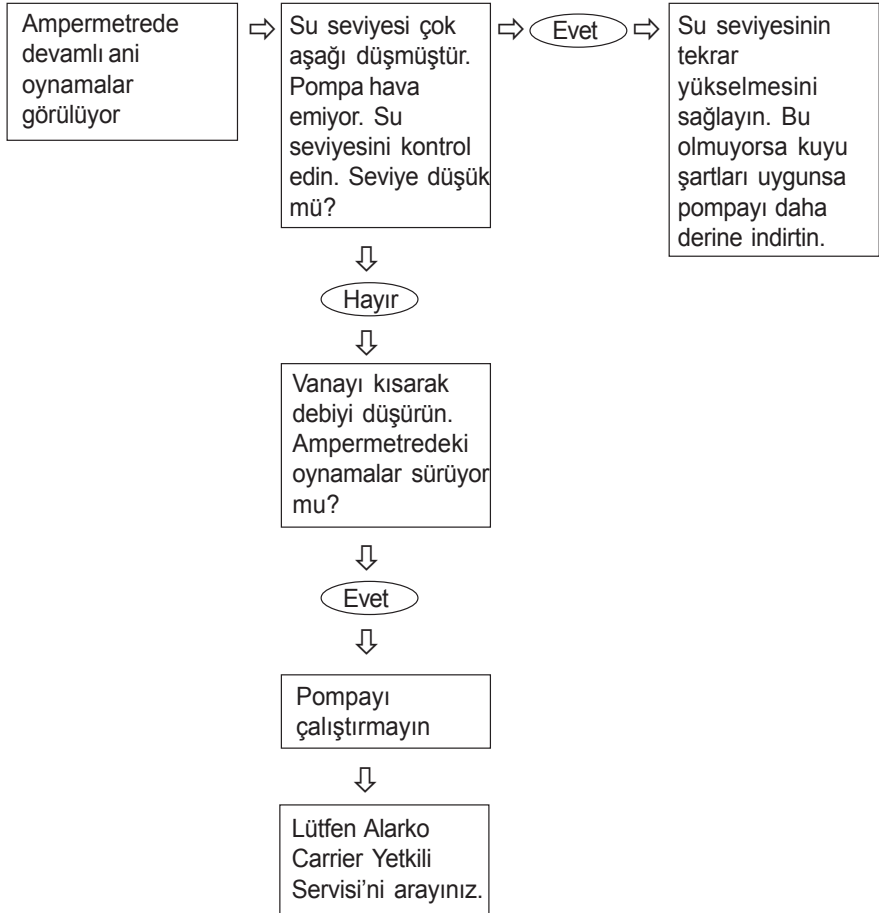 Ampermetrede
devamlı ani
oynamalar
görülüyor
Su seviyesi çok
aşağı düşmüştür.
Pompa hava
emiyor. Su
seviyesini kontrol
edin. Seviye düşük
mü?
Evet
Su seviyesinin
tekrar
yükselmesini
sağlayın. Bu
olmuyorsa kuyu
şartları uygunsa
pompayı daha
derine indirtin.
Hayır
Vanayı kısarak
debiyi düşürün.
Ampermetredeki
oynamalar sürüyor
mu?
Evet
Pompayı
çalıştırmayın
Lütfen Alarko
Carrier Yetkili
Servisi’ni arayınız.